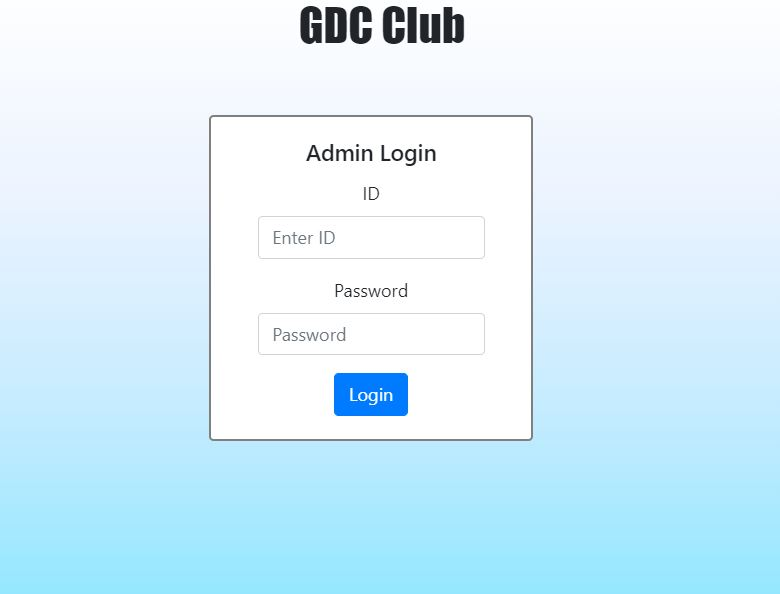 GDC Club
Admin Login
ID
Enter ID
Password
Password
Login